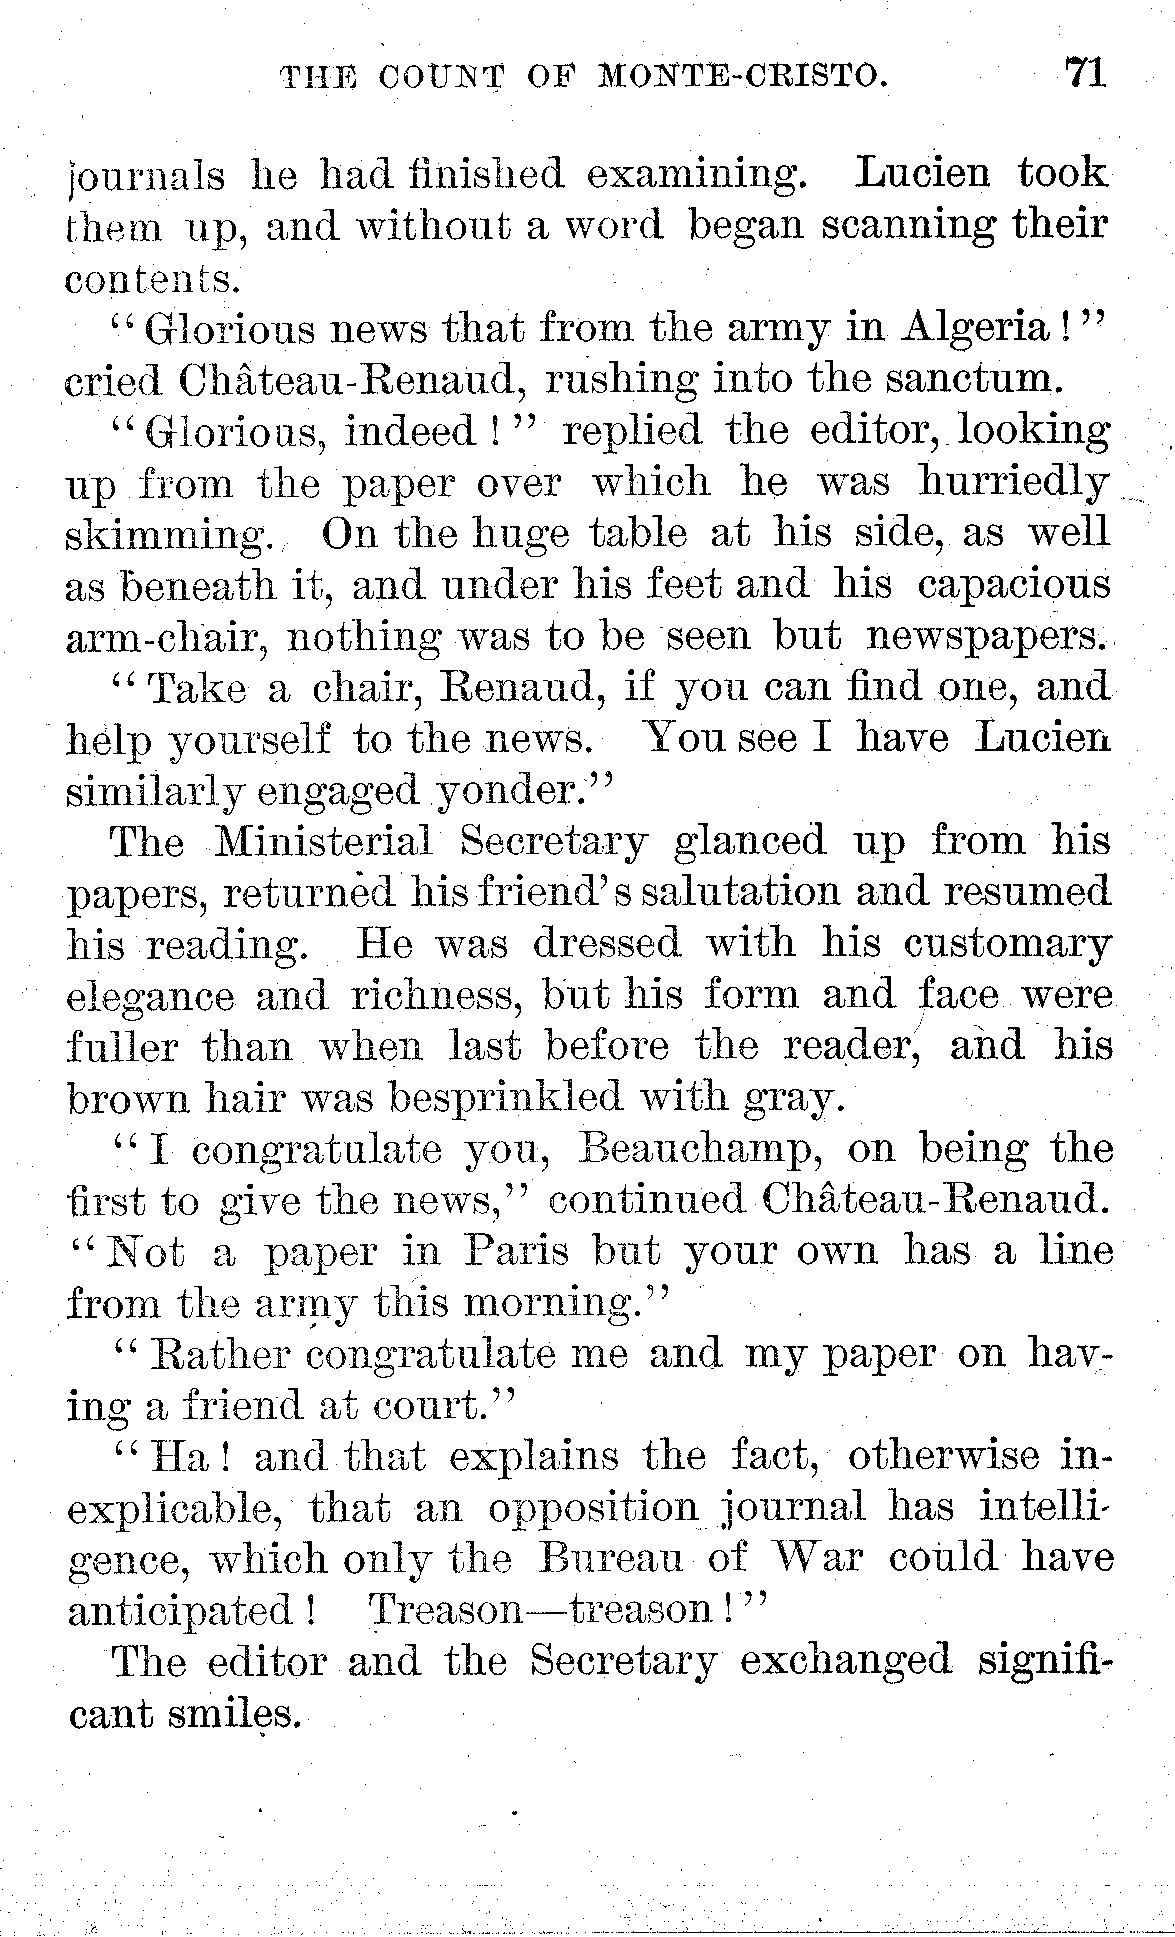 THE COUNT OF MONTE-CRISTO. 71
journals he had finished examining. Lucien took
them up, and without a word began scanning their
contents.
“Glorious news that from the army in Algeria!”
cried Château-Renaud, rushing into the sanctum.
“Glorious, indeed!” replied the editor, looking
up from the paper over which he was hurriedly
skimming. On the huge table at his side, as well
as beneath it, and under his feet and his capacious
arm-chair, nothing was to be seen but newspapers.
“Take a chair, Renaud, if you can find one, and
help yourself to the news. You see I have Lucien
similarly engaged yonder.”
The Ministerial Secretary glanced up from his
papers, returned his friend's salutation and resumed
his reading. He was dressed with his customary
elegance and richness, but his form and face were
fuller than when last before the reader, and his
brown hair was besprinkled with gray.
“I congratulate you, Beauchamp, on being the
first to give the news,” continued Château-Renaud.
“Not a paper in Paris but your own has a line
from the army this morning.”
“Rather congratulate me and my paper on hav-
ing a friend at court.”
“Ha! and that explains the fact, otherwise in-
explicable, that an opposition journal has intelli-
gence, which only the Bureau of War could have
anticipated! Treason—treason!”
The editor and the Secretary exchanged signifi-
cant smiles.